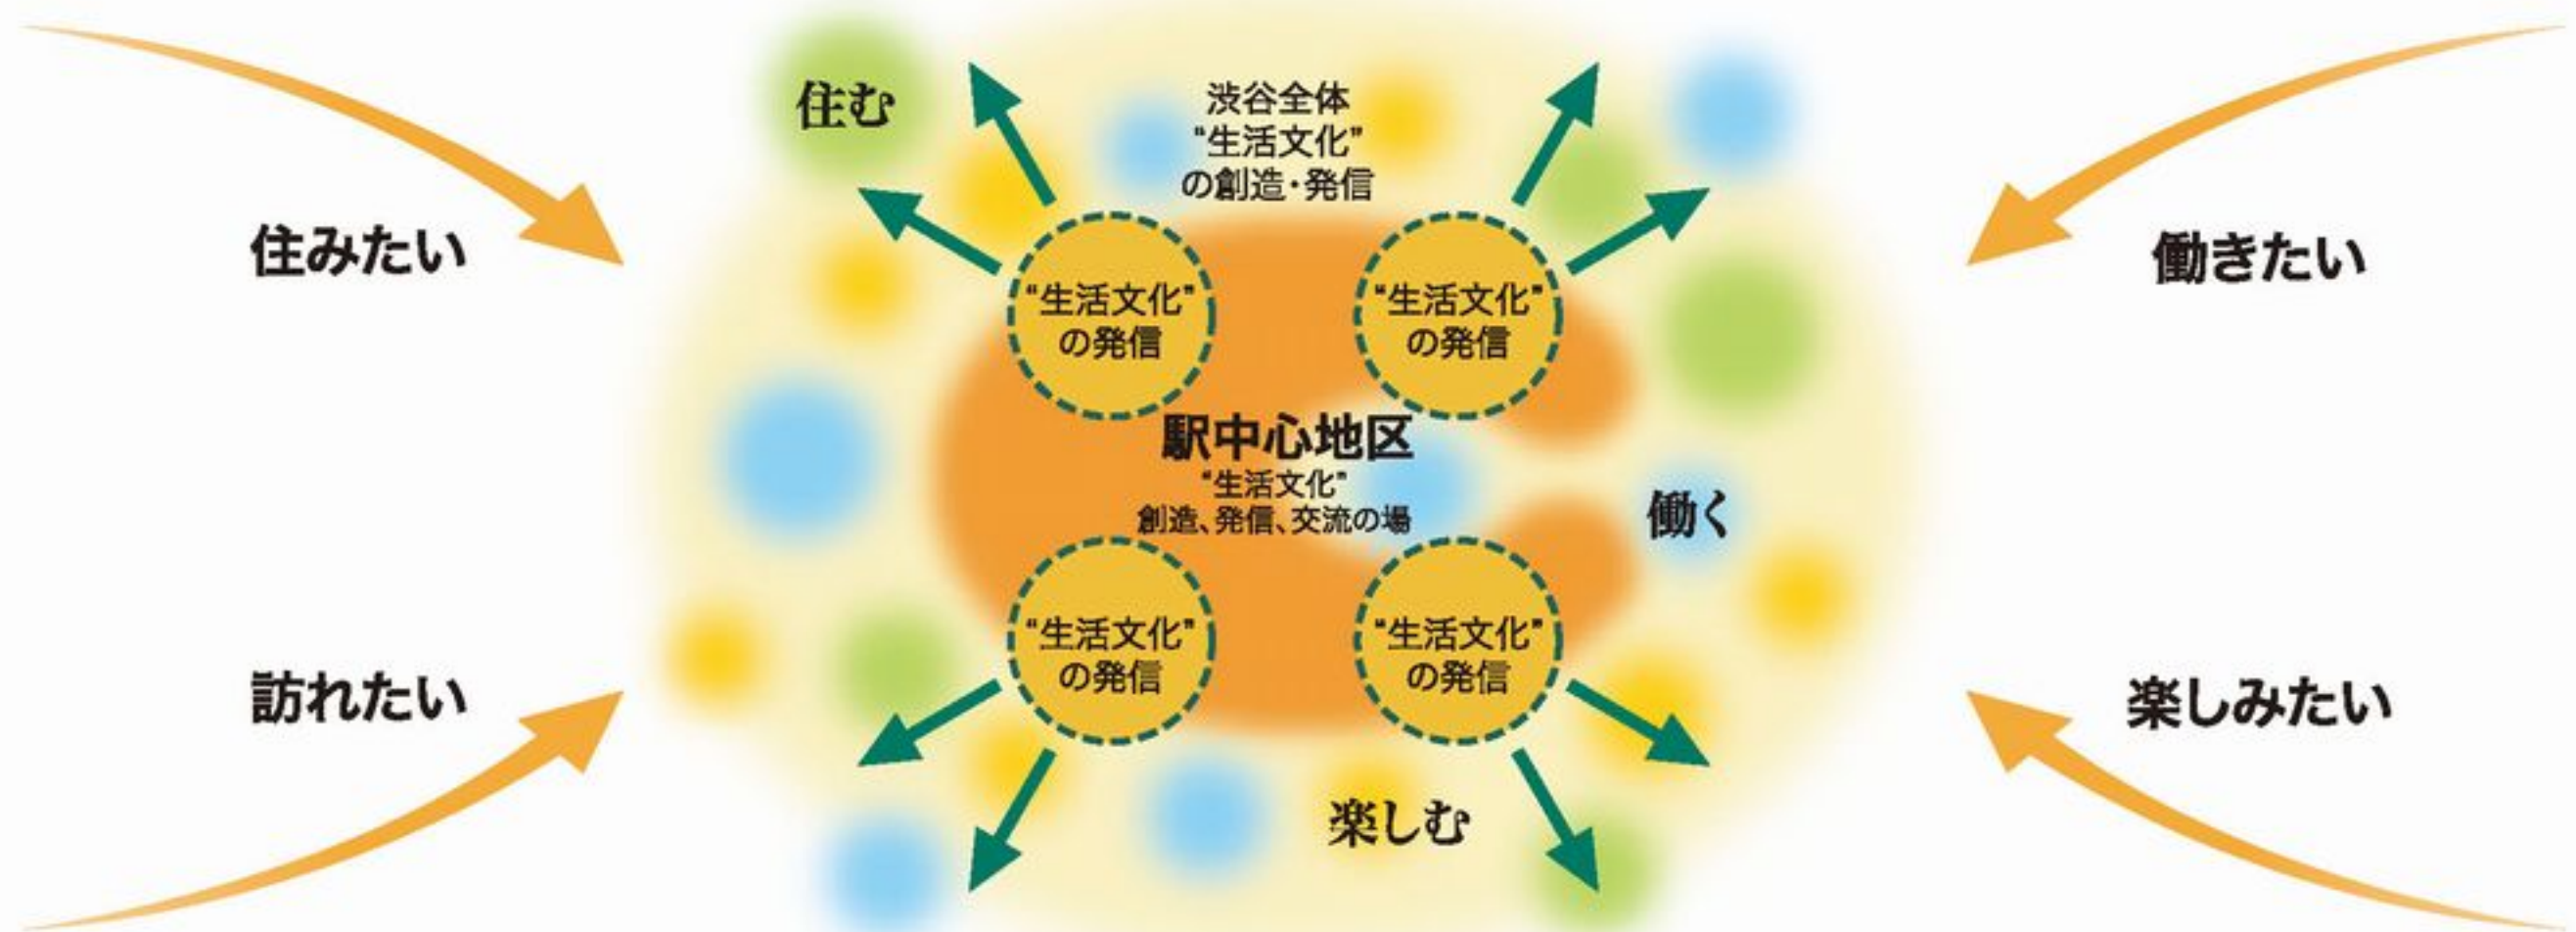 住む
渋谷全体
“生活文化”
の創造・発信
住みたい
働きたい
“生活文化”
の発信
“生活文化”
の発信
駅中心地区
“生活文化”
創造、発信、交流の場
働く
“生活文化”
の発信
“生活文化”
の発信
訪れたい
楽しみたい
楽しむ